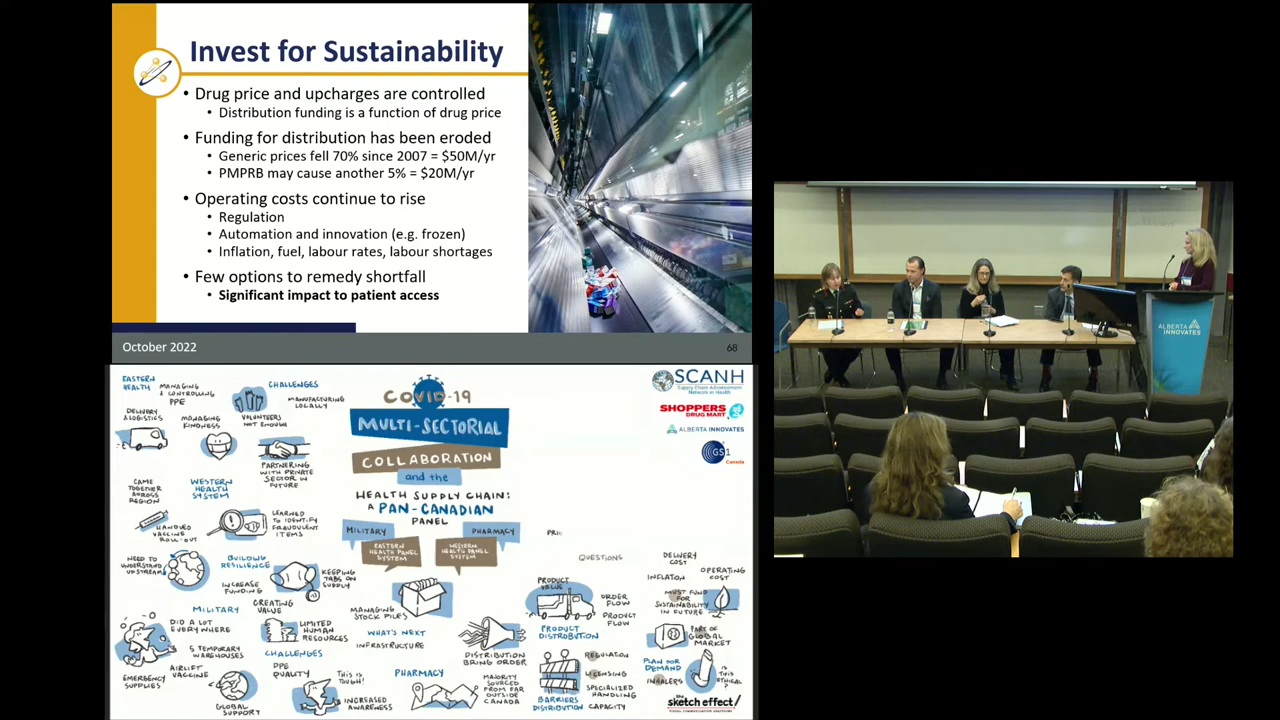 Invest for Sustainability
• Drug price and upcharges are controlled
• Distribution funding is a function of drug price
• Funding for distribution has been eroded
• Generic prices fell 70% since 2007 = $50M/yr
• PMPRB may cause another 5% = $20M/yr
• Operating costs continue to rise
• Regulation
• Automation and innovation (e.g. frozen)
• Inflation, fuel, labour rates, labour shortages
• Few options to remedy shortfall
• Significant impact to patient access
October 2022
68
ALBERTA
INNOVATES
EASTERN
HEALTH
MANAGING
& CONTROLLING
PPE
DELIVERY
& LOGISTICS
MANAGING
KINDNESS
CHALLENGES
VOLUNTEERS
NOT ENOUGH
MANUFACTURING
LOCALLY
PARTNERING
WITH PRIVATE
SECTOR IN
FUTURE
CAME
TOGETHER
ACROSS
REGION
WESTERN
HEALTH
SYSTEM
HANDLED
VACCINE
ROLL-OUT
LEARNED
TO IDENTIFY
FRAUDULENT
ITEMS
NEED TO
UNDERSTAND
UPSTREAM
BUILDING
RESILIENCE
INCREASE
FUNDING
KEEPING
TABS ON
SUPPLY
CREATING
VALUE
LIMITED
HUMAN
RESOURCES
MILITARY
DID A LOT
EVERYWHERE
5 TEMPORARY
WAREHOUSES
AIRLIFT
VACCINE
EMERGENCY
SUPPLIES
GLOBAL
SUPPORT
CHALLENGES
PPE
QUALITY
THIS IS
TOUGH!
INCREASED
AWARENESS
COVID-19
MULTI-SECTORIAL
COLLABORATION
and the
HEALTH SUPPLY CHAIN:
A PAN-CANADIAN
PANEL
MILITARY
PHARMACY
EASTERN
HEALTH PANEL
SYSTEM
WESTERN
HEALTH PANEL
SYSTEM
MANAGING
STOCK PILES
WHAT'S NEXT
INFRASTRUCTURE
PHARMACY
DISTRIBUTION
BRING ORDER
MAJORITY
SOURCED
FROM FAR
OUTSIDE
CANADA
PRIC
QUESTIONS
PRODUCT
VALUE
ORDER
FLOW
PRODUCT
FLOW
PRODUCT
DISTRIBUTION
REGULATION
LICENSING
SPECIALIZED
HANDLING
CAPACITY
BARRIERS
DISTRIBUTION
DELIVERY
COST
INFLATION
OPERATING
COST
MUST FUND
FOR
SUSTAINABILITY
IN FUTURE
PART OF
GLOBAL
MARKET
PLAN FOR
DEMAND
INHALERS
IS
THIS
ETHICAL?
SCANH
Supply Chain Advancement
Network in Health
SHOPPERS
DRUG MART
ALBERTA INNOVATES
GS1
Canada
the
sketch effect/